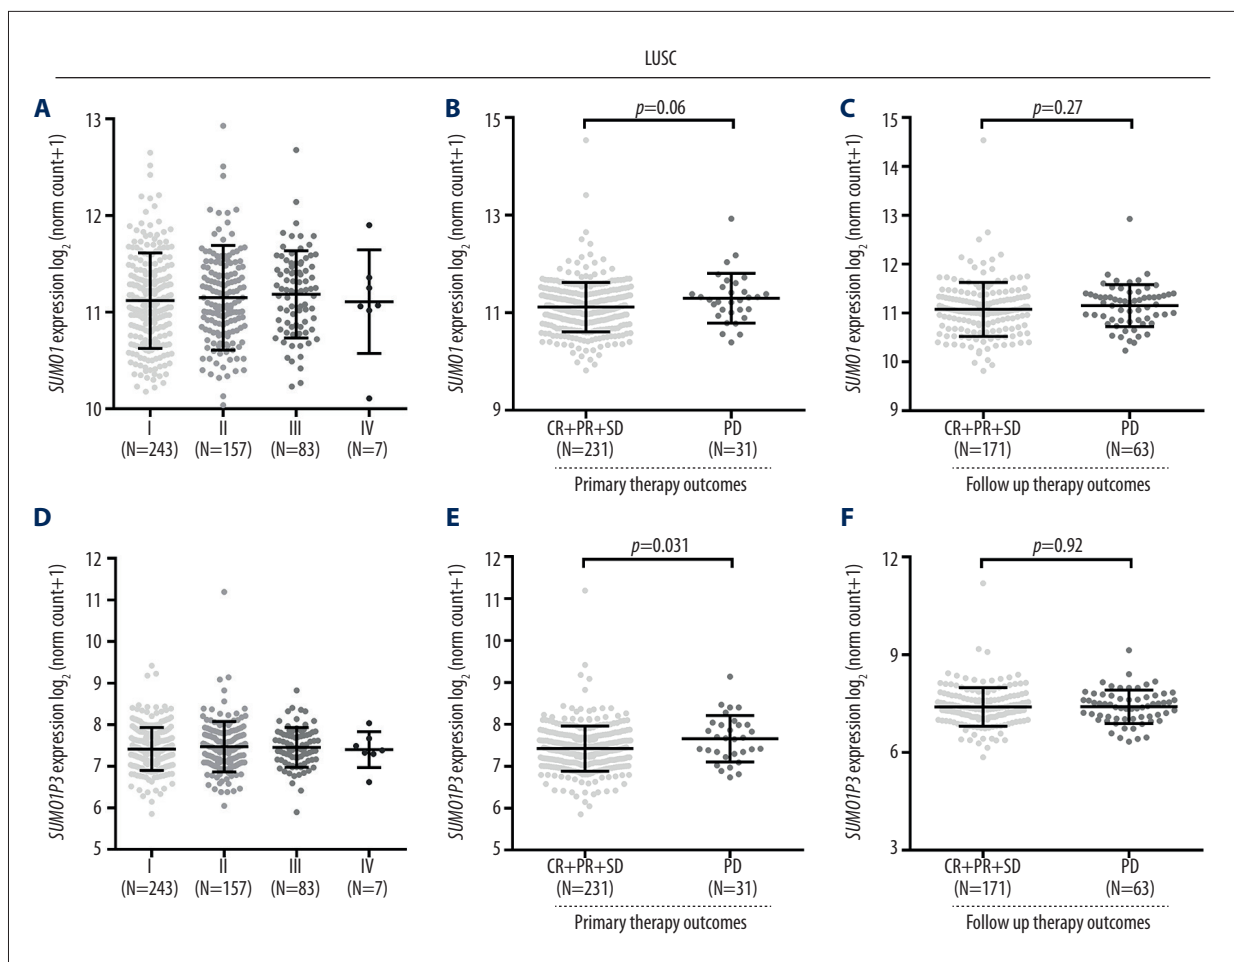 LUSC
A
SUMO1 expression log2 (norm count+1)
13
12
11
10
I
II
III
IV
(N=243)
(N=157)
(N=83)
(N=7)
B
SUMO1 expression log2 (norm count+1)
15
13
11
9
p=0.06
CR+PR+SD
PD
(N=231)
(N=31)
Primary therapy outcomes
C
SUMO1 expression log2 (norm count+1)
15
14
13
12
11
10
9
p=0.27
CR+PR+SD
PD
(N=171)
(N=63)
Follow up therapy outcomes
D
SUMO1P3 expression log2 (norm count+1)
12
11
10
9
8
7
6
5
I
II
III
IV
(N=243)
(N=157)
(N=83)
(N=7)
E
SUMO1P3 expression log2 (norm count+1)
12
11
10
9
8
7
6
5
p=0.031
CR+PR+SD
PD
(N=231)
(N=31)
Primary therapy outcomes
F
SUMO1P3 expression log2 (norm count+1)
12
9
6
3
p=0.92
CR+PR+SD
PD
(N=171)
(N=63)
Follow up therapy outcomes